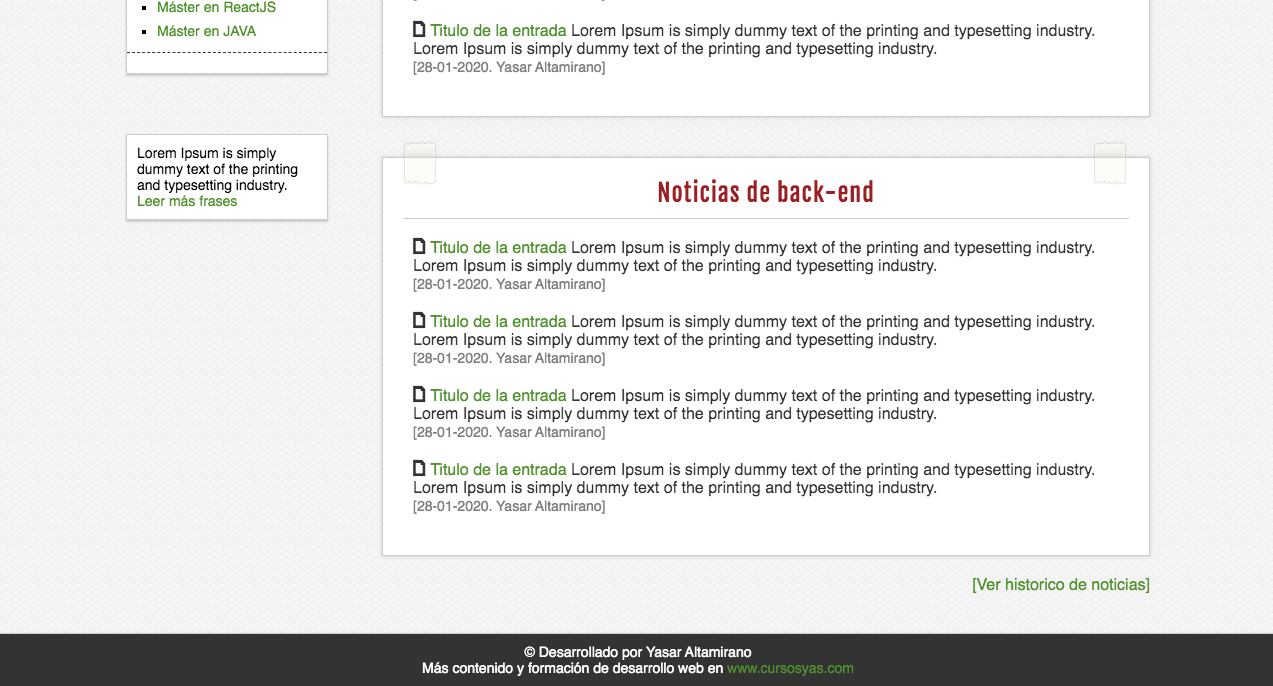 Máster en ReactJS
Máster en JAVA
Lorem Ipsum is simply
dummy text of the printing
and typesetting industry.
Leer más frases
Titulo de la entrada Lorem Ipsum is simply dummy text of the printing and typesetting industry.
Lorem Ipsum is simply dummy text of the printing and typesetting industry.
[28-01-2020. Yasar Altamirano]
Noticias de back-end
Titulo de la entrada Lorem Ipsum is simply dummy text of the printing and typesetting industry.
Lorem Ipsum is simply dummy text of the printing and typesetting industry.
[28-01-2020. Yasar Altamirano]
Titulo de la entrada Lorem Ipsum is simply dummy text of the printing and typesetting industry.
Lorem Ipsum is simply dummy text of the printing and typesetting industry.
[28-01-2020. Yasar Altamirano]
Titulo de la entrada Lorem Ipsum is simply dummy text of the printing and typesetting industry.
Lorem Ipsum is simply dummy text of the printing and typesetting industry.
[28-01-2020. Yasar Altamirano]
Titulo de la entrada Lorem Ipsum is simply dummy text of the printing and typesetting industry.
Lorem Ipsum is simply dummy text of the printing and typesetting industry.
[28-01-2020. Yasar Altamirano]
[Ver historico de noticias]
© Desarrollado por Yasar Altamirano
Más contenido y formación de desarrollo web en www.cursosyas.com